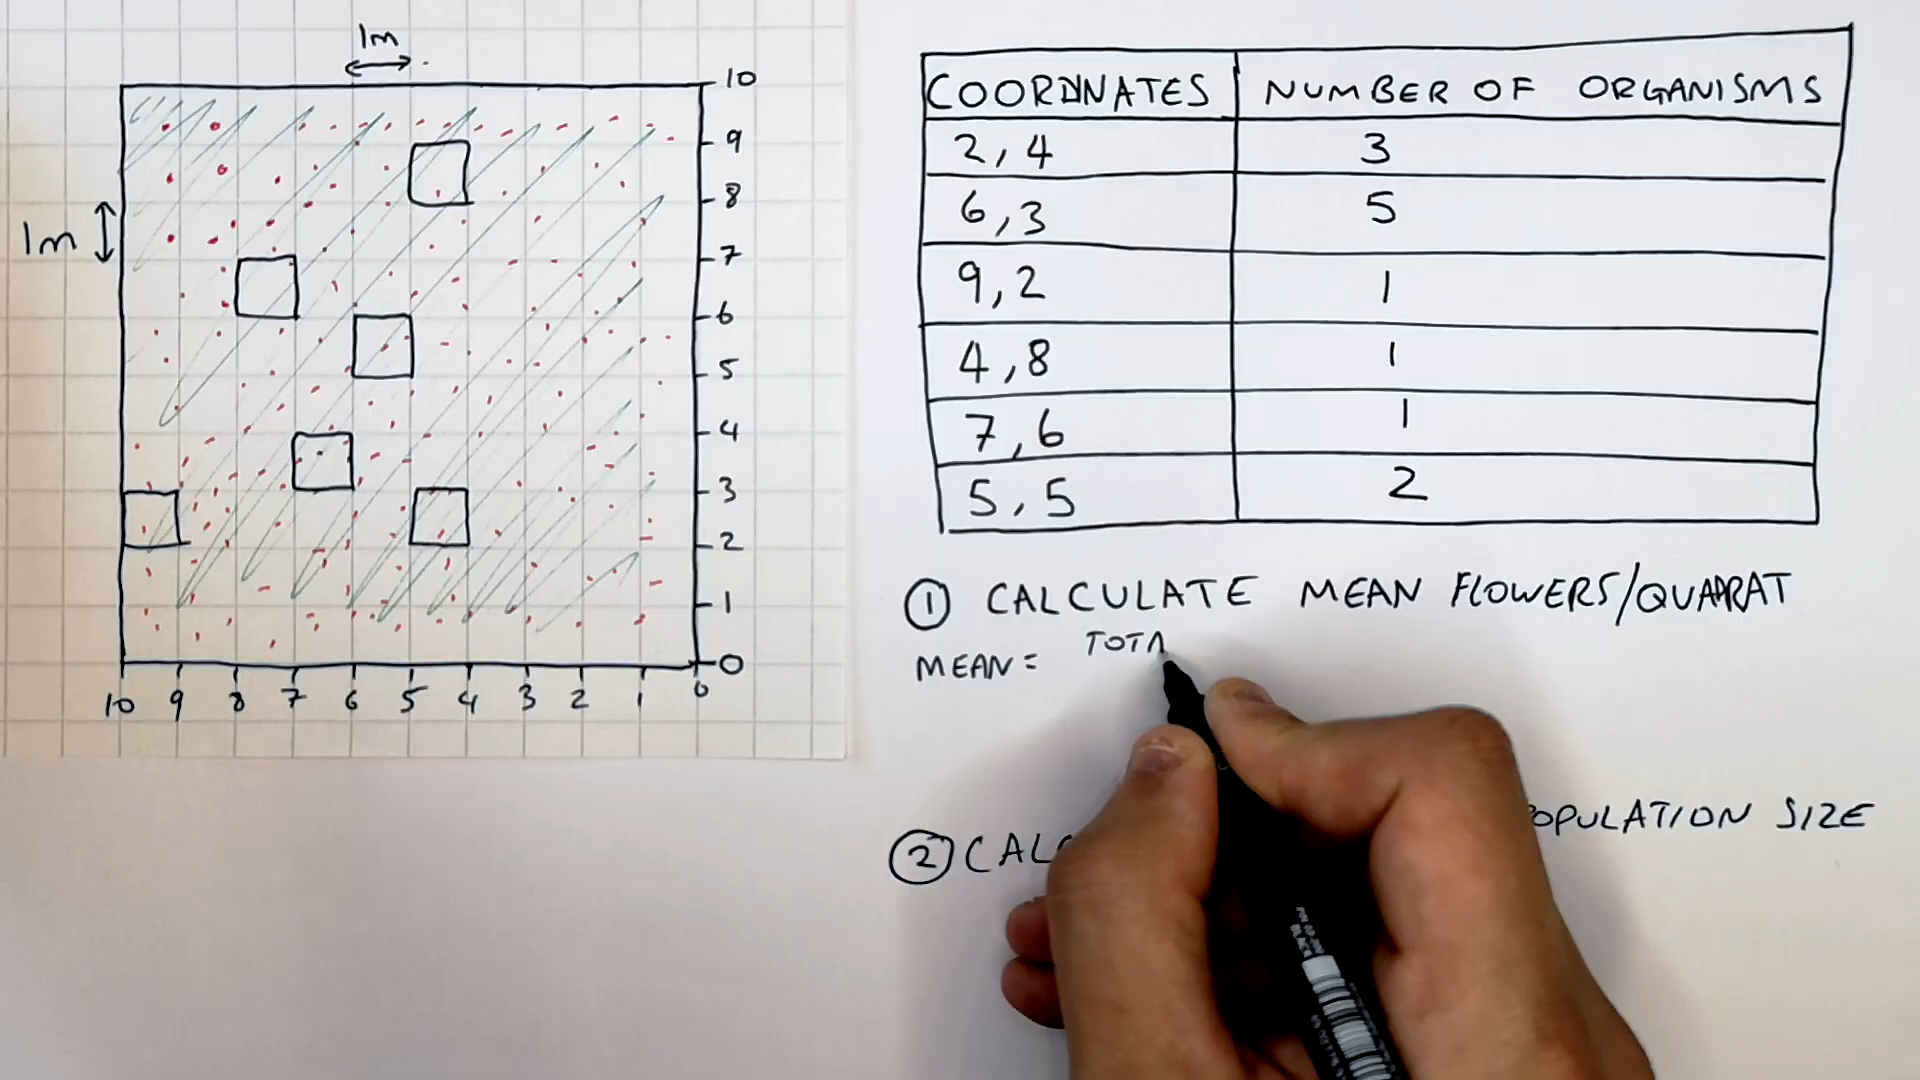 1m
1m
10
9
8
7
6
5
4
3
2
1
0
10 9 8 7 6 5 4 3 2 1 0
COORDINATES NUMBER OF ORGANISMS
2,4 3
6,3 5
9,2 1
4,8 1
7,6 1
5,5 2
① CALCULATE MEAN FLOWERS/QUADRAT
MEAN = TOTA
② CALC OPULATION SIZE